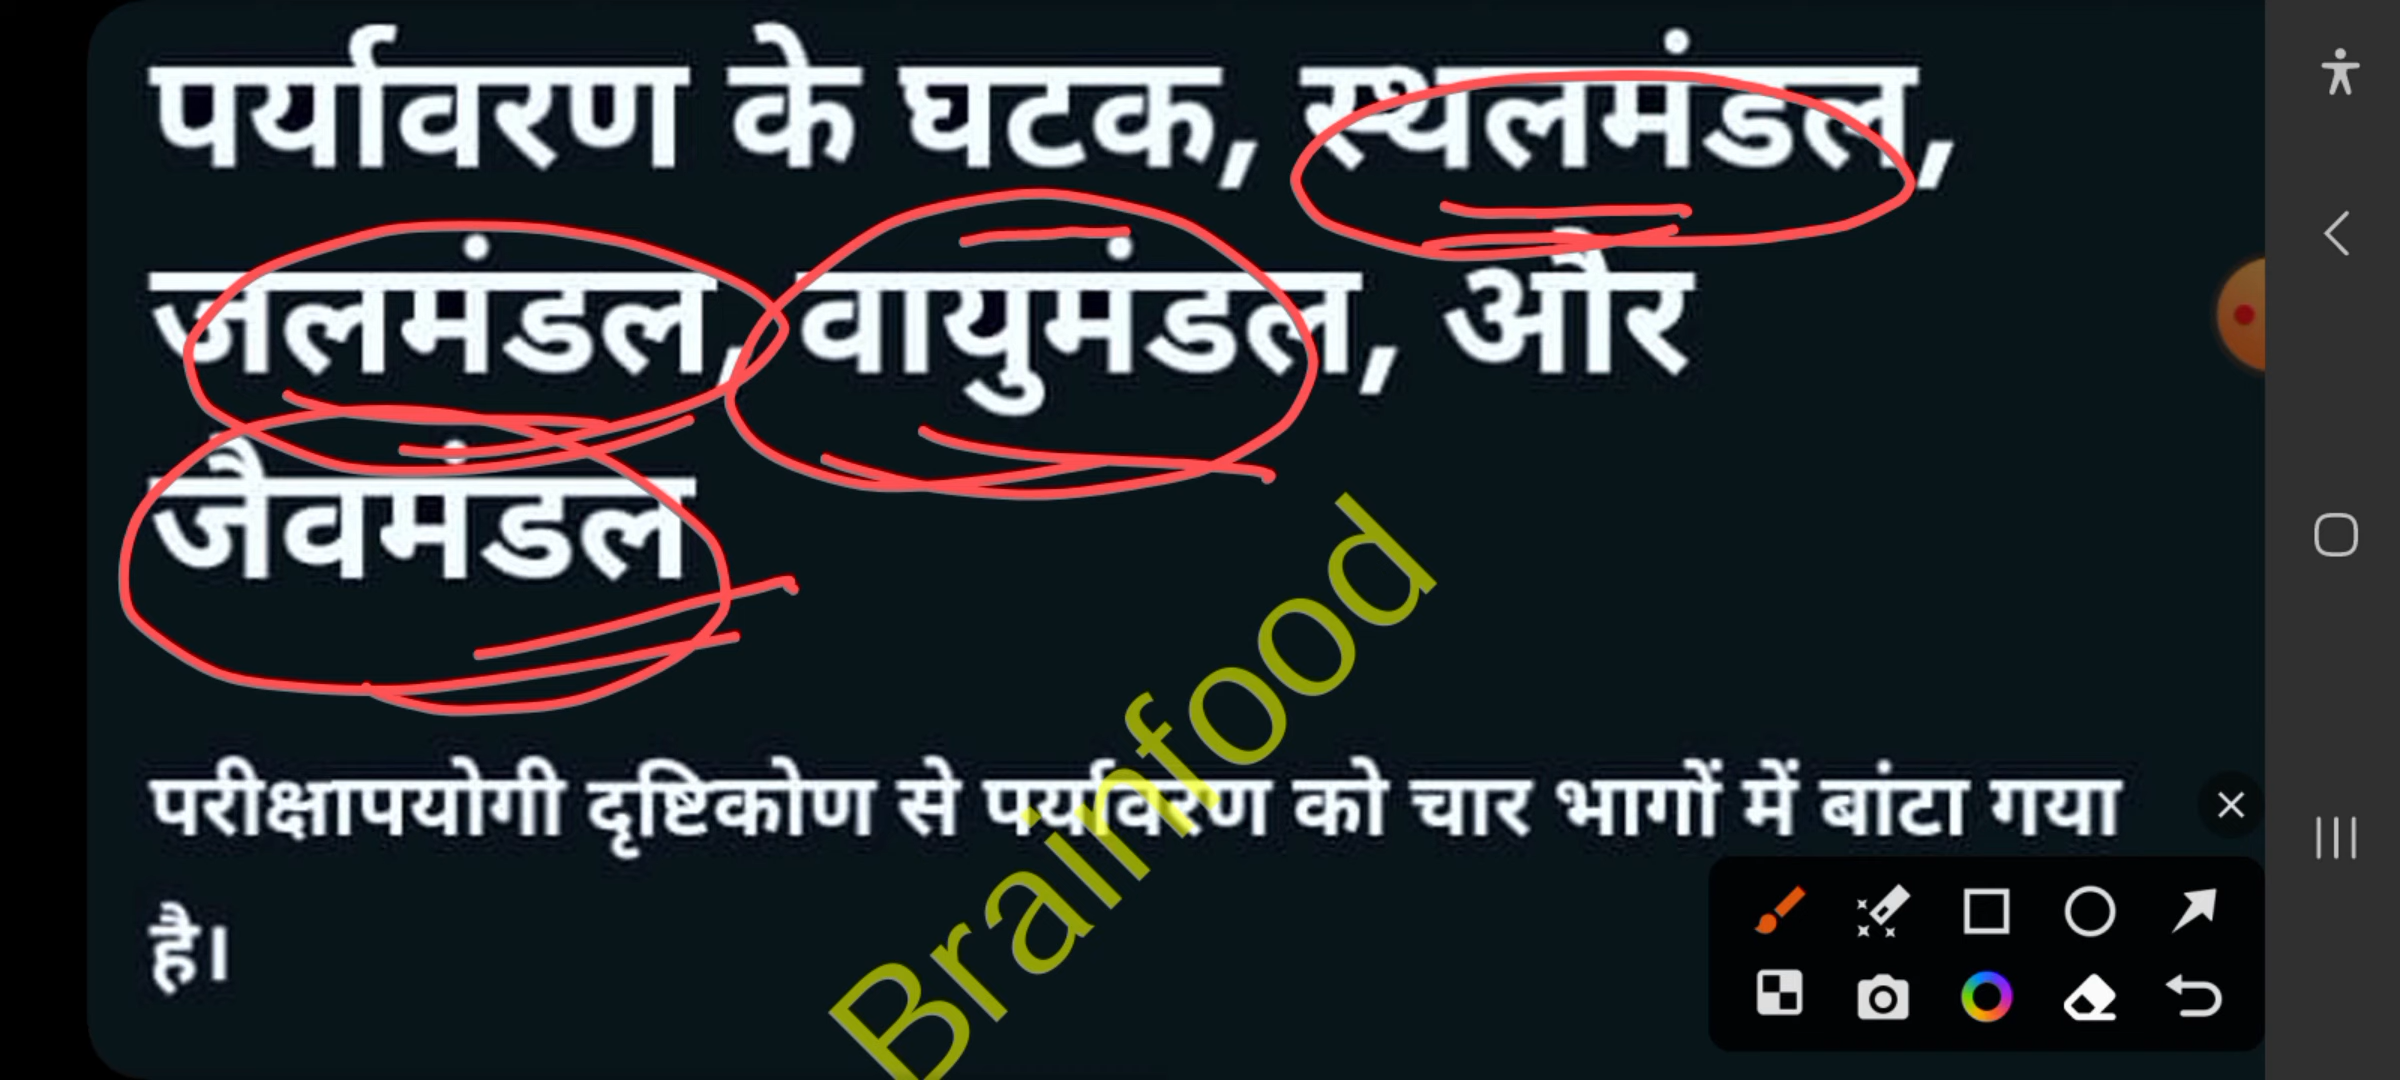 पर्यावरण के घटक, स्थलमंडल,
जलमंडल, वायुमंडल, और
जैवमंडल
परीक्षापयोगी दृष्टिकोण से पर्यावरण को चार भागों में बांटा गया
है।
Brainfood